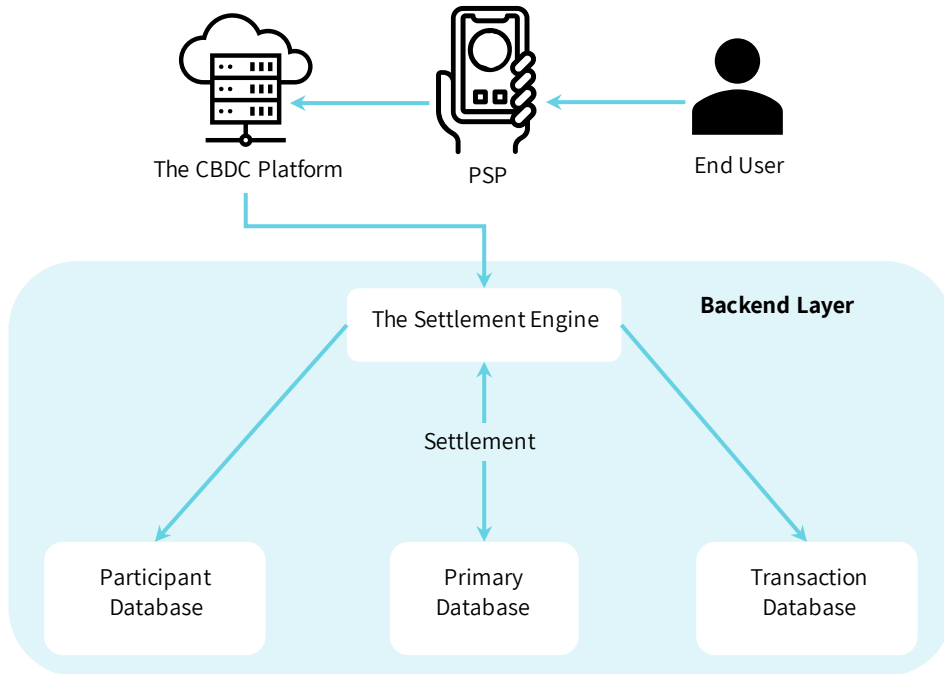 The CBDC Platform
PSP
End User
Backend Layer
The Settlement Engine
Settlement
Participant
Database
Primary
Database
Transaction
Database